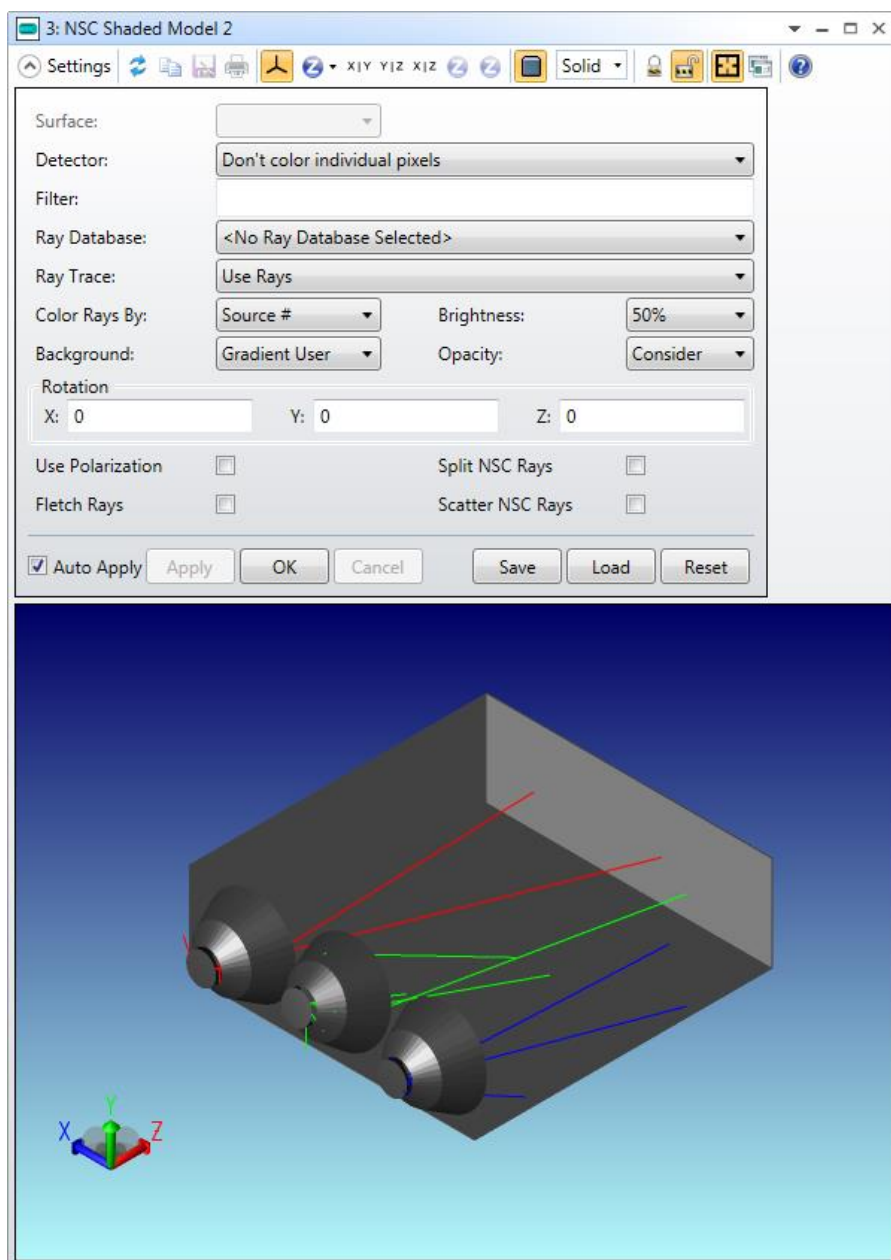 3: NSC Shaded Model 2
Settings X|Y Y|Z X|Z Solid
Surface:
Detector: Don't color individual pixels
Filter:
Ray Database: <No Ray Database Selected>
Ray Trace: Use Rays
Color Rays By: Source # Brightness: 50%
Background: Gradient User Opacity: Consider
Rotation
X: 0 Y: 0 Z: 0
Use Polarization Split NSC Rays
Fletch Rays Scatter NSC Rays
Auto Apply Apply OK Cancel Save Load Reset
Y
X Z